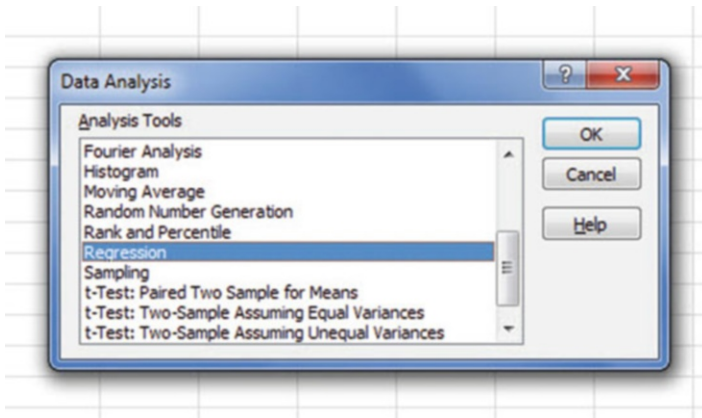 Data Analysis
?
X
Analysis Tools
Fourier Analysis
Histogram
Moving Average
Random Number Generation
Rank and Percentile
Regression
Sampling
t-Test: Paired Two Sample for Means
t-Test: Two-Sample Assuming Equal Variances
t-Test: Two-Sample Assuming Unequal Variances
OK
Cancel
Help